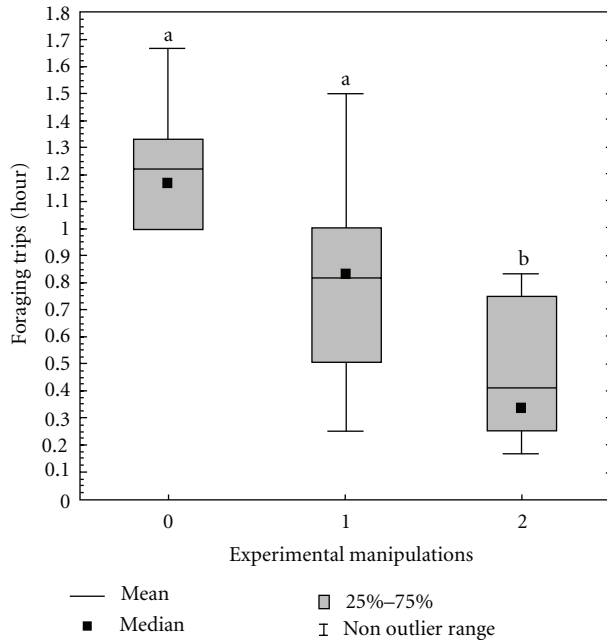 1.8
1.7
1.6
1.5
1.4
1.3
1.2
1.1
1
0.9
0.8
0.7
0.6
0.5
0.4
0.3
0.2
0.1
0
Foraging trips (hour)
a
a
b
0 1 2
Experimental manipulations
Mean
Median
25%–75%
Non outlier range